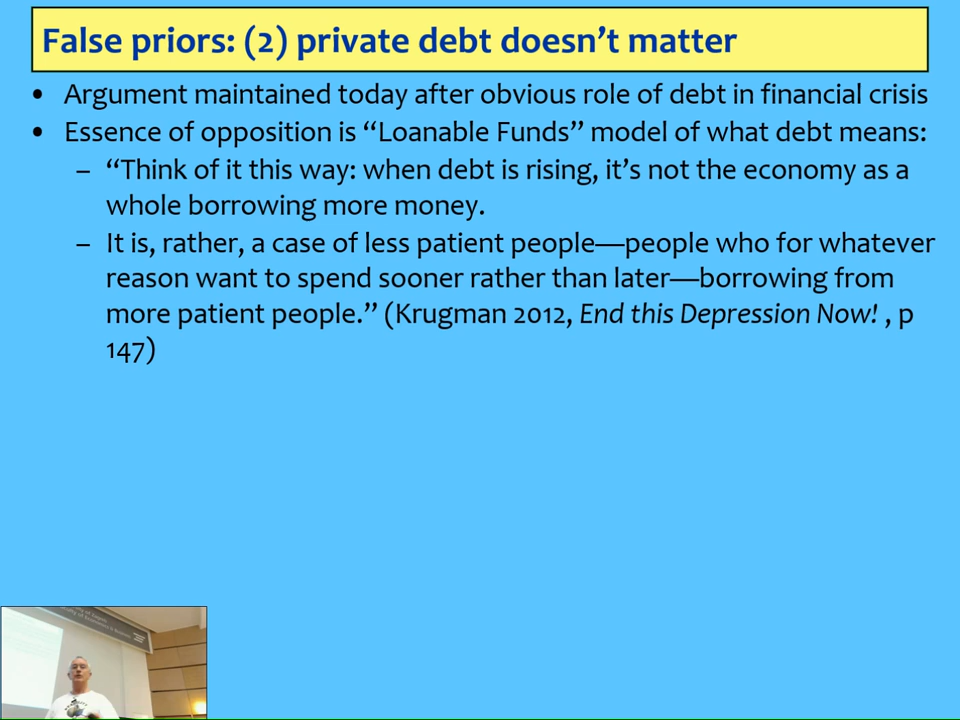 False priors: (2) private debt doesn’t matter
• Argument maintained today after obvious role of debt in financial crisis
• Essence of opposition is “Loanable Funds” model of what debt means:
– “Think of it this way: when debt is rising, it’s not the economy as a
whole borrowing more money.
– It is, rather, a case of less patient people—people who for whatever
reason want to spend sooner rather than later—borrowing from
more patient people.” (Krugman 2012, End this Depression Now! , p
147)